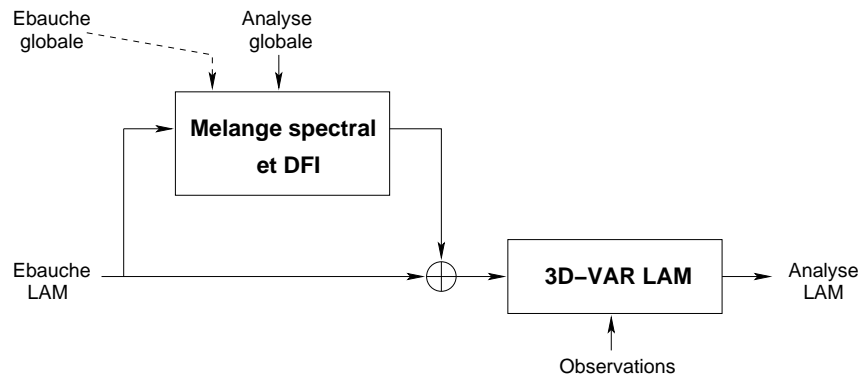 Ebauche
globale
Analyse
globale
Melange spectral
et DFI
Ebauche
LAM
3D–VAR LAM
Analyse
LAM
Observations